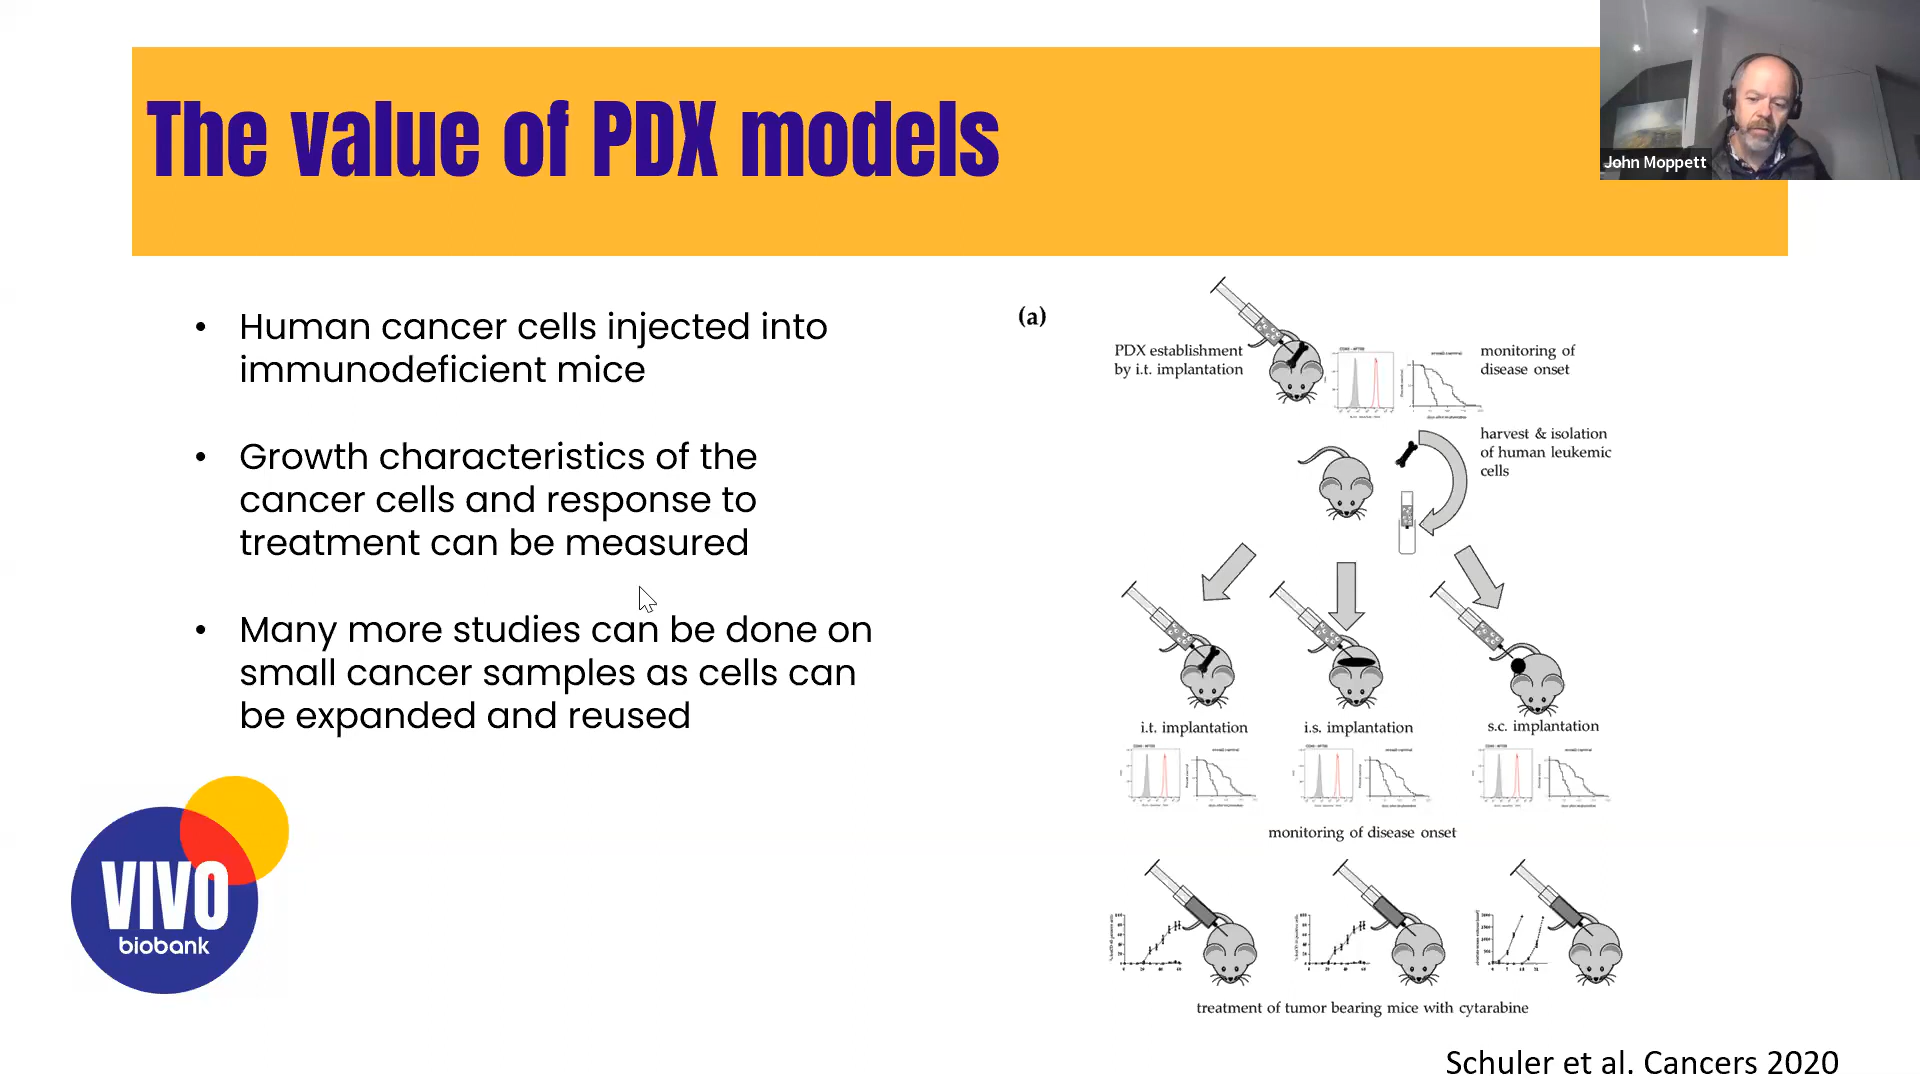 The value of PDX models
John Moppett
• Human cancer cells injected into
immunodeficient mice
• Growth characteristics of the
cancer cells and response to
treatment can be measured
• Many more studies can be done on
small cancer samples as cells can
be expanded and reused
VIVO
biobank
(a)
PDX establishment
by i.t. implantation
monitoring of
disease onset
harvest & isolation
of human leukemic
cells
i.t. implantation
i.s. implantation
s.c. implantation
monitoring of disease onset
treatment of tumor bearing mice with cytarabine
Schuler et al. Cancers 2020